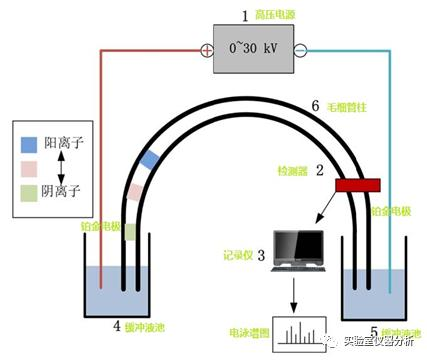 1 高压电源
0~30 kV
6 毛细管柱
阳离子
阴离子
检测器 2
铂金电极
铂金电极
记录仪 3
电泳谱图
4 缓冲液池
5 缓冲液池
实验室仪器分析